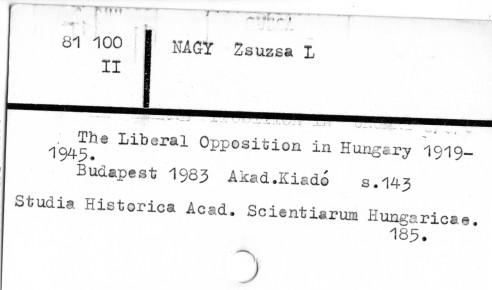 81 100
II
NAGY Zsuzsa L
The Liberal Opposition in Hungary 1919-
1945.
Budapest 1983 Akad.Kiadó s.143
Studia Historica Acad. Scientiarum Hungaricae.
185.